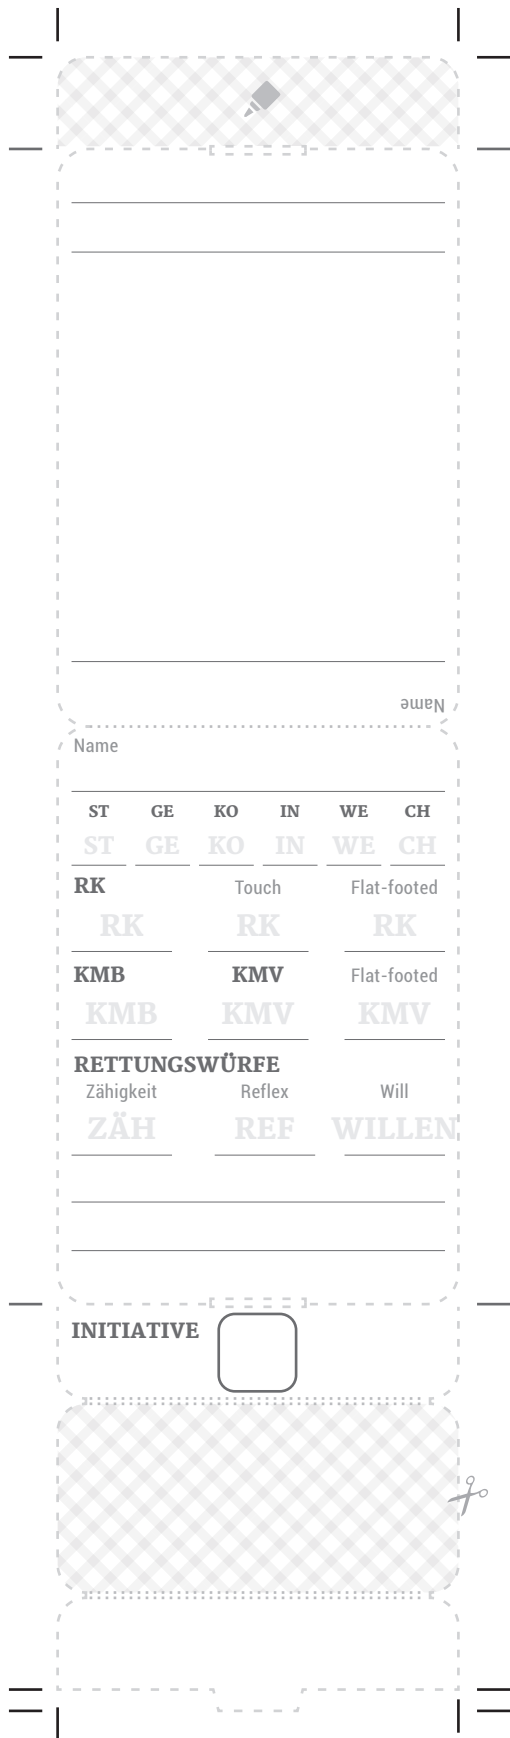 Name
Name
ST GE KO IN WE CH
ST GE KO IN WE CH
RK Touch Flat-footed
RK RK RK
KMB KMV Flat-footed
KMB KMV KMV
RETTUNGSWÜRFE
Zähigkeit Reflex Will
ZÄH REF WILLEN
INITIATIVE